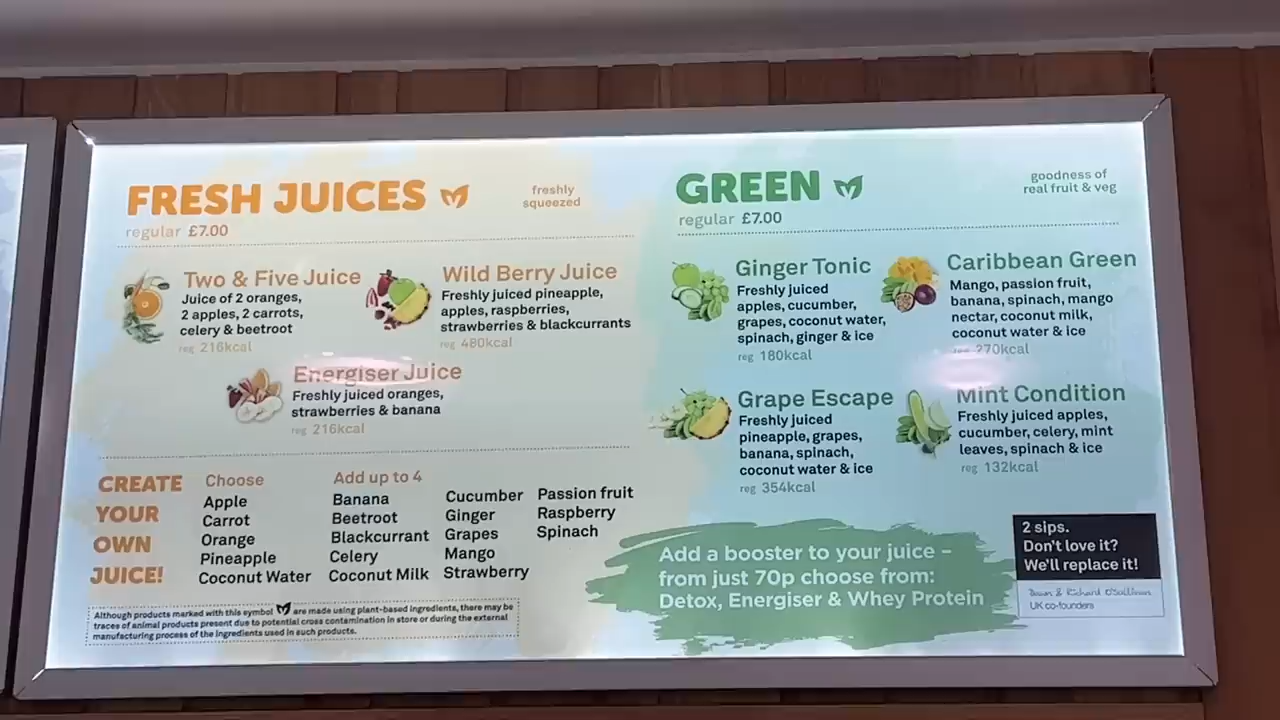 FRESH JUICES
freshly
squeezed
regular £7.00
Two & Five Juice
Juice of 2 oranges,
2 apples, 2 carrots,
celery & beetroot
reg 216kcal
Wild Berry Juice
Freshly juiced pineapple,
apples, raspberries,
strawberries & blackcurrants
reg 480kcal
Energiser Juice
Freshly juiced oranges,
strawberries & banana
reg 216kcal
CREATE
YOUR
OWN
JUICE!
Choose
Apple
Carrot
Orange
Pineapple
Coconut Water
Add up to 4
Banana
Beetroot
Blackcurrant
Celery
Coconut Milk
Cucumber
Ginger
Grapes
Mango
Strawberry
Passion fruit
Raspberry
Spinach
Although products marked with this symbol are made using plant-based ingredients, there may be
traces of animal products present due to potential cross contamination in store or during the external
manufacturing process of the ingredients used in such products.
GREEN
goodness of
real fruit & veg
regular £7.00
Ginger Tonic
Freshly juiced
apples, cucumber,
grapes, coconut water,
spinach, ginger & ice
reg 180kcal
Caribbean Green
Mango, passion fruit,
banana, spinach, mango
nectar, coconut milk,
coconut water & ice
reg 270kcal
Grape Escape
Freshly juiced
pineapple, grapes,
banana, spinach,
coconut water & ice
reg 354kcal
Mint Condition
Freshly juiced apples,
cucumber, celery, mint
leaves, spinach & ice
reg 132kcal
Add a booster to your juice –
from just 70p choose from:
Detox, Energiser & Whey Protein
2 sips.
Don't love it?
We'll replace it!
& Richard O'Sullivan
UK co-founders